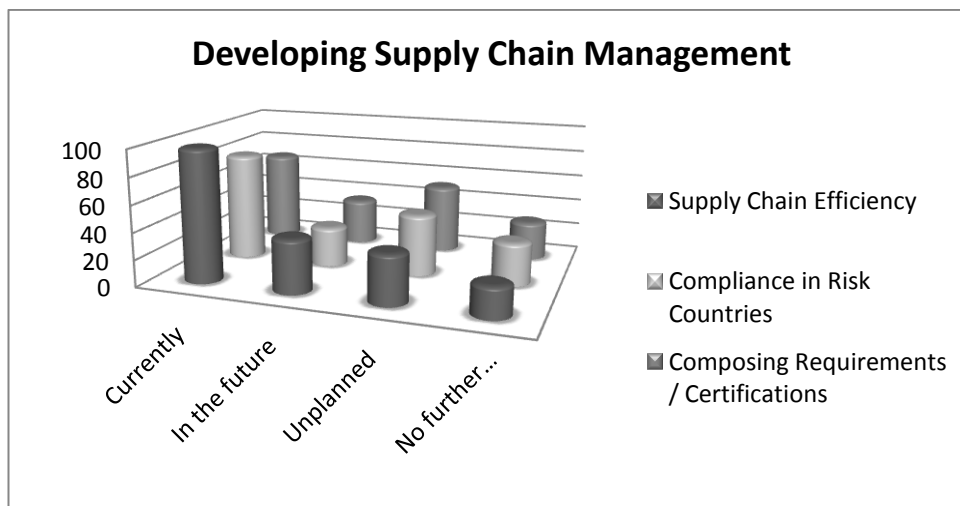 Developing Supply Chain Management
100
80
60
40
20
0
Currently
In the future
Unplanned
No further...
Supply Chain Efficiency
Compliance in Risk
Countries
Composing Requirements
/ Certifications